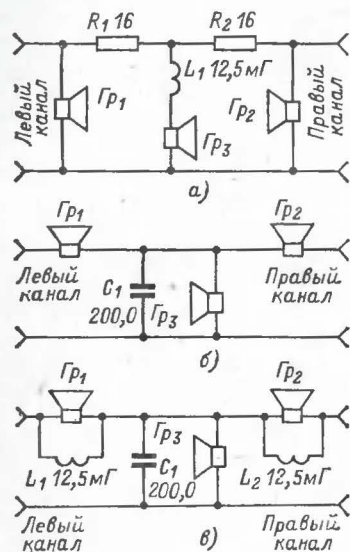 R₁ 16
R₂ 16
L₁ 12,5мГ
Левый канал
Гр₁
Гр₂
Гр₃
Правый канал
а)
Гр₁
Гр₂
Левый канал
Правый канал
C₁
200,0
Гр₃
б)
Гр₁
Гр₂
Гр₃
C₁
200,0
L₁ 12,5мГ
L₂ 12,5мГ
Левый канал
в)
Правый канал